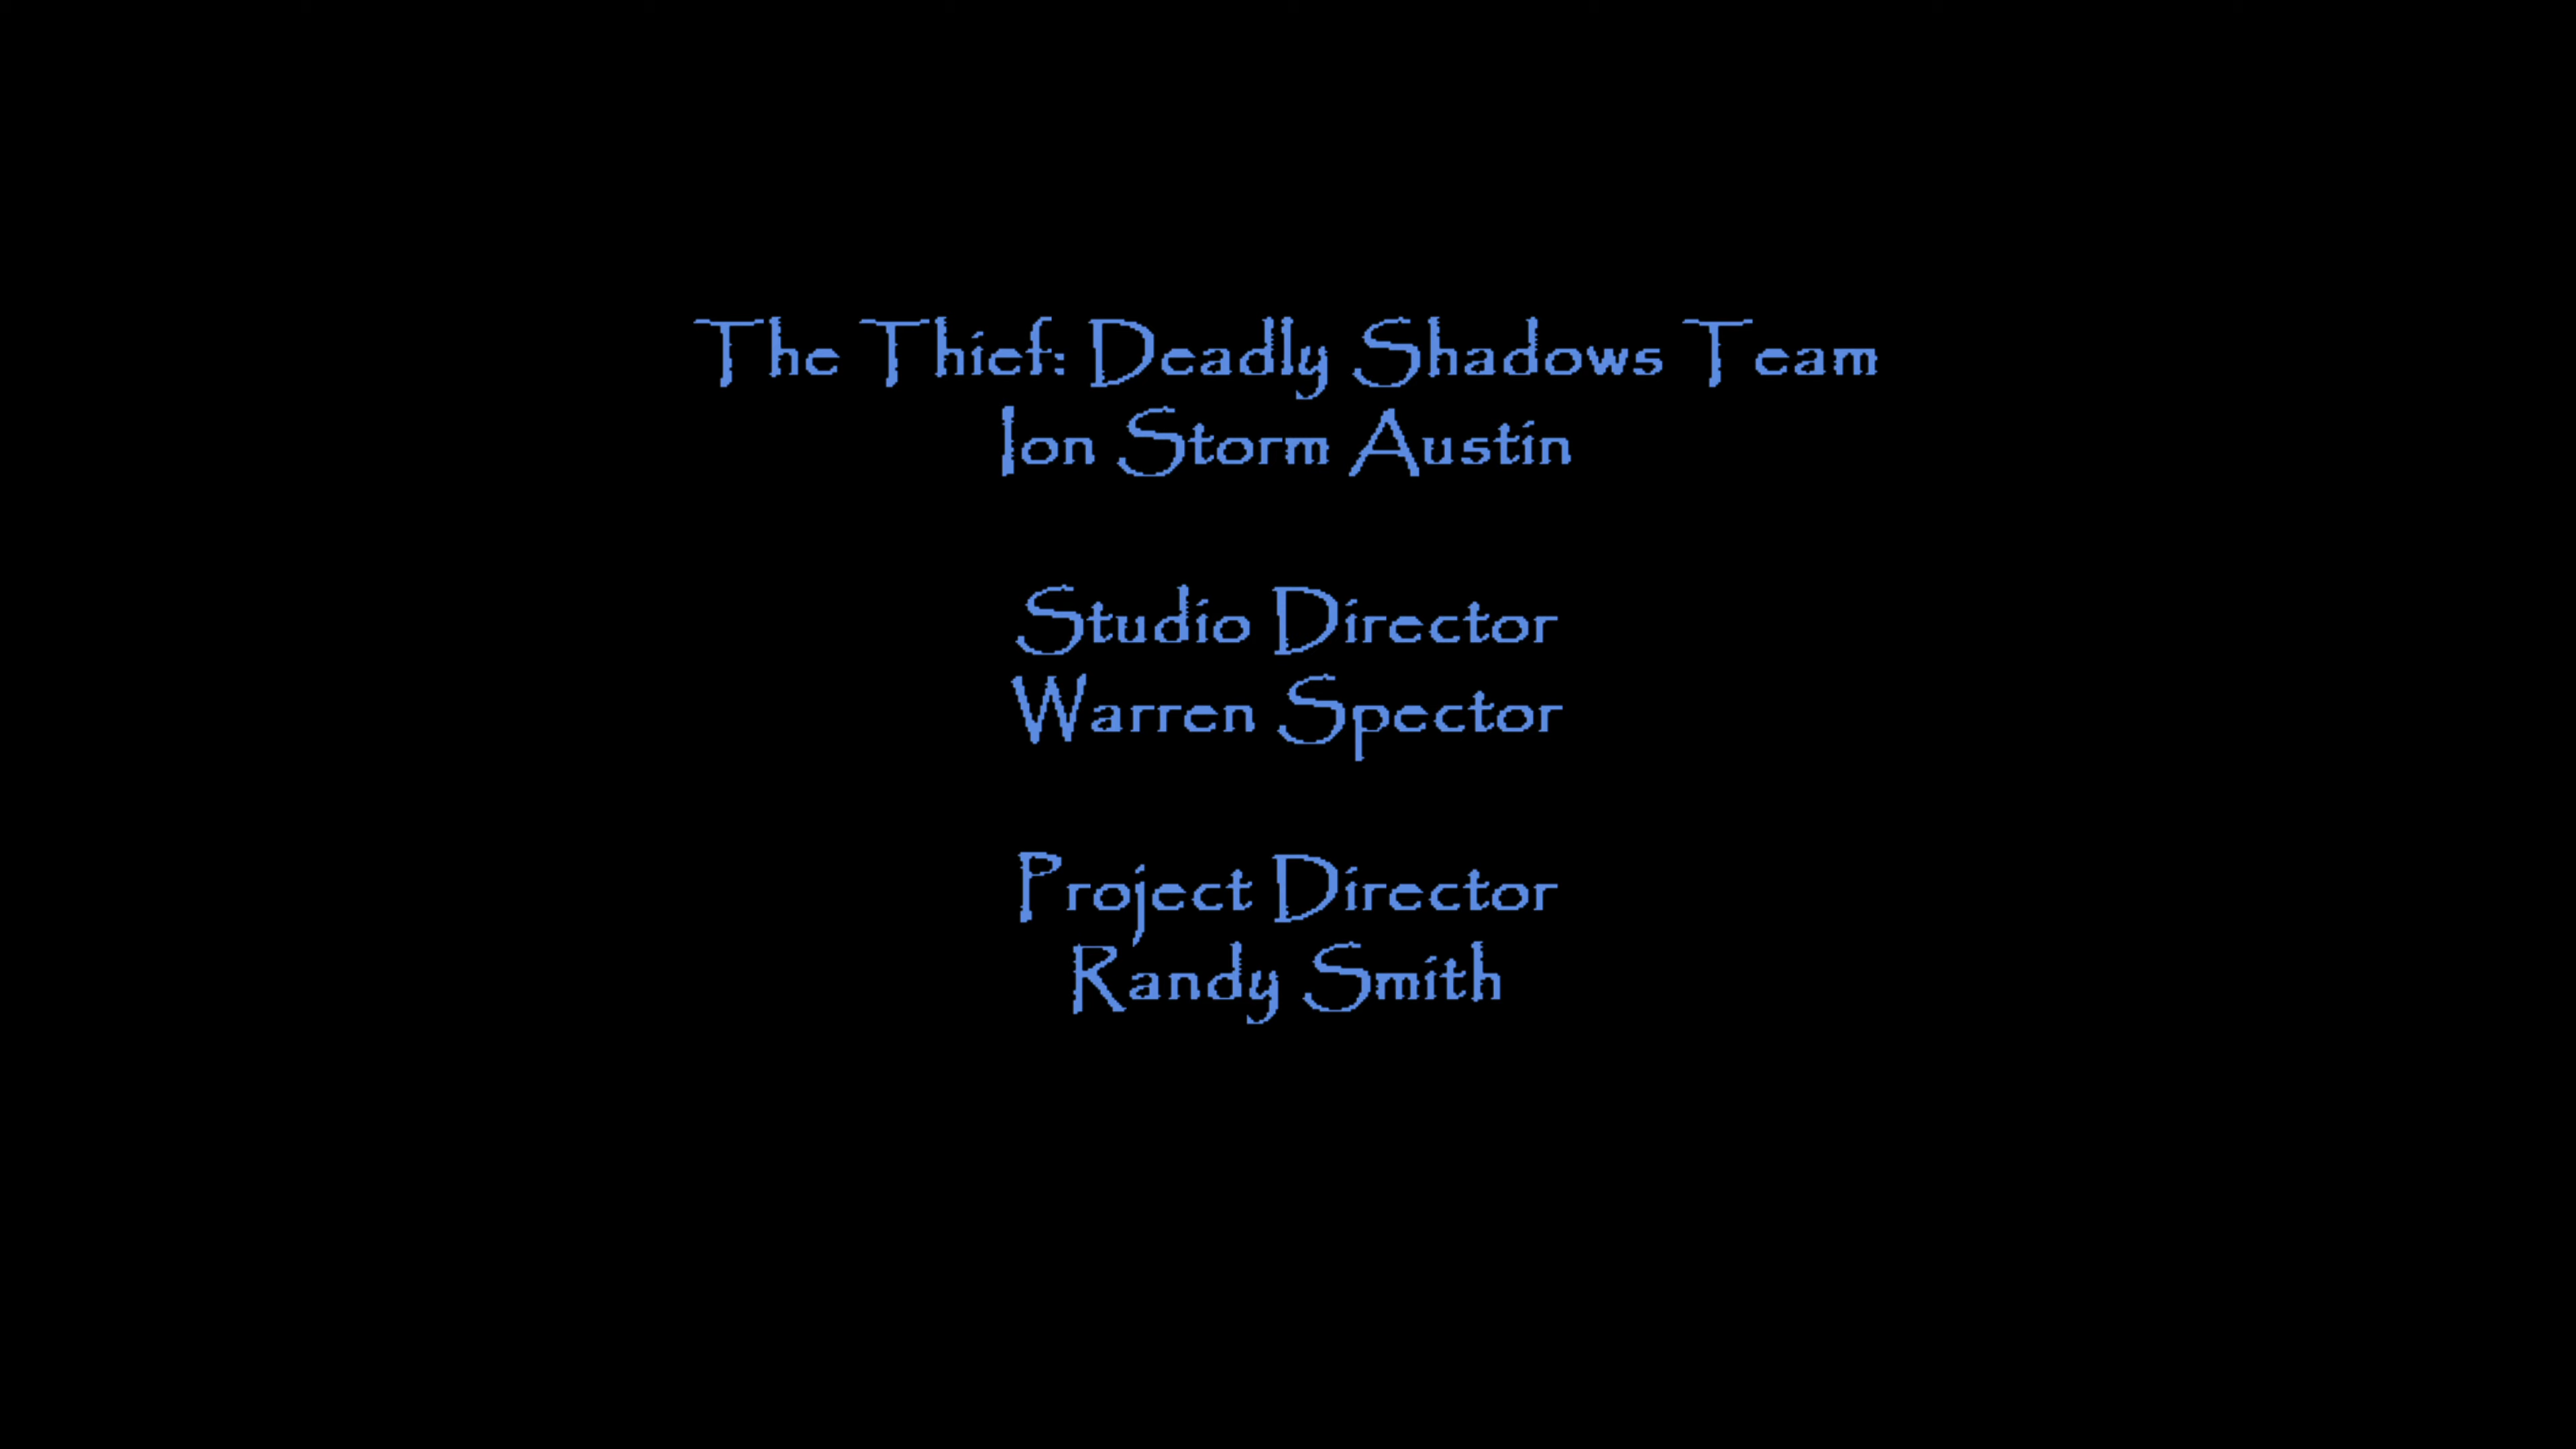 The Thief: Deadly Shadows Team
Ion Storm Austin
Studio Director
Warren Spector
Project Director
Randy Smith